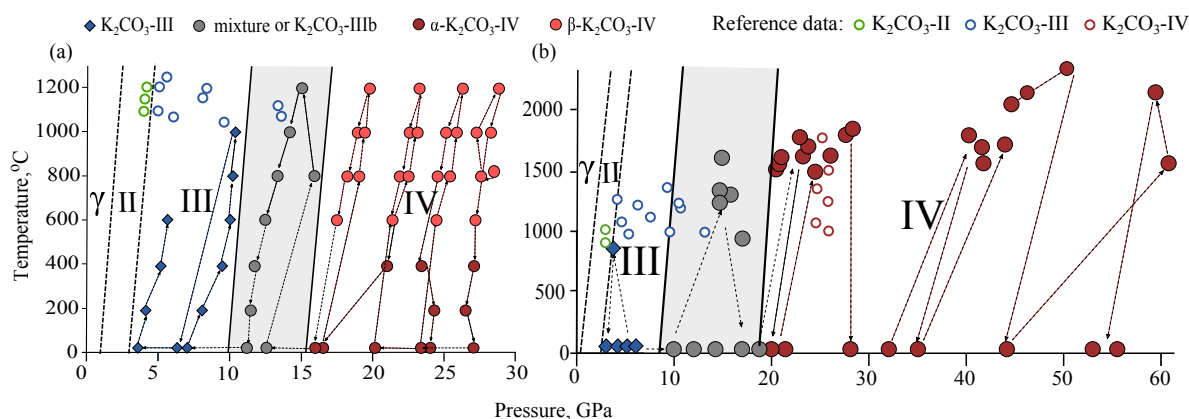 K₂CO₃-III mixture or K₂CO₃-IIIb α-K₂CO₃-IV β-K₂CO₃-IV Reference data: K₂CO₃-II K₂CO₃-III K₂CO₃-IV
(a)
1200
1000
800
600
400
200
0
γ II III IV
0 5 10 15 20 25 30
Temperature,°C
(b)
2000
1500
1000
500
0
γ II III IV
0 10 20 30 40 50 60
Pressure, GPa